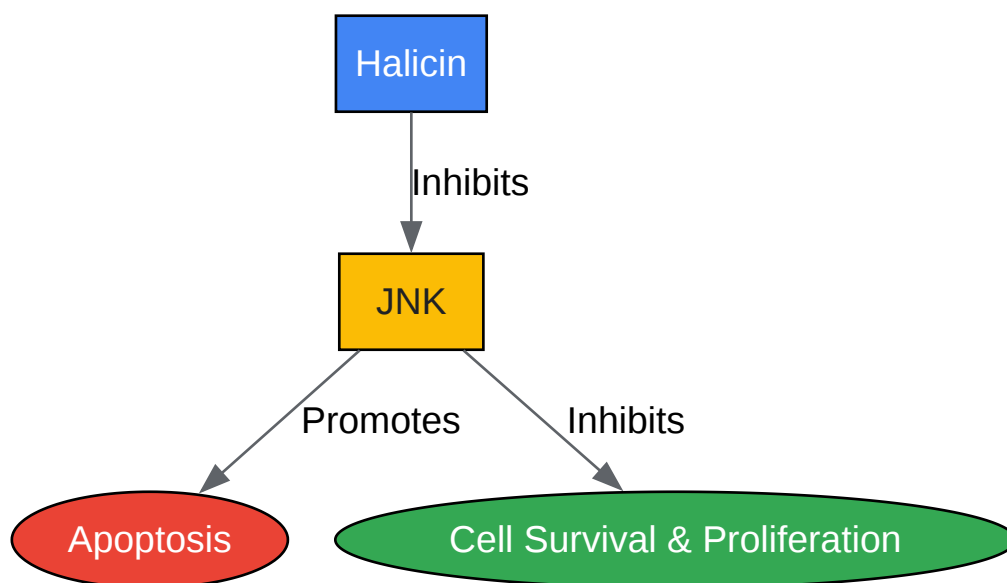 Halicin
Inhibits
JNK
Promotes
Inhibits
Apoptosis
Cell Survival & Proliferation